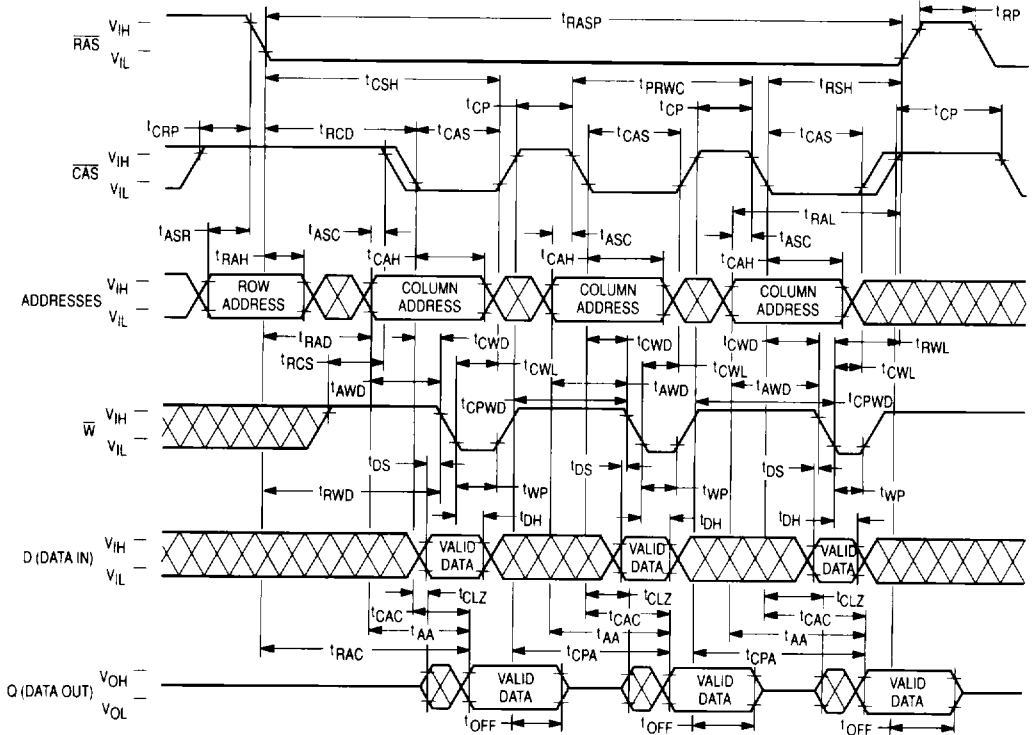 VIH
RAS
VIL
tRASP
tRP
tCSH
tPRWC
tRSH
tCP
tCP
tCRP
tRCD
tCAS
tCAS
tCAS
tCP
VIH
CAS
VIL
tRAL
tASR
tASC
tASC
tASC
tRAH
tCAH
tCAH
tCAH
ADDRESSES
VIH
VIL
ROW
ADDRESS
COLUMN
ADDRESS
COLUMN
ADDRESS
COLUMN
ADDRESS
tRAD
tCWD
tCWD
tCWD
tRWL
tRCS
tCWL
tCWL
tCWL
tAWD
tAWD
tAWD
tCPWD
tCPWD
VIH
W
VIL
tDS
tDS
tDS
tRWD
tWP
tWP
tWP
tDH
tDH
tDH
D (DATA IN)
VIH
VIL
VALID
DATA
VALID
DATA
VALID
DATA
tCLZ
tCLZ
tCLZ
tCAC
tCAC
tCAC
tAA
tAA
tAA
tRAC
tCPA
tCPA
Q (DATA OUT)
VOH
VOL
VALID
DATA
VALID
DATA
VALID
DATA
tOFF
tOFF
tOFF